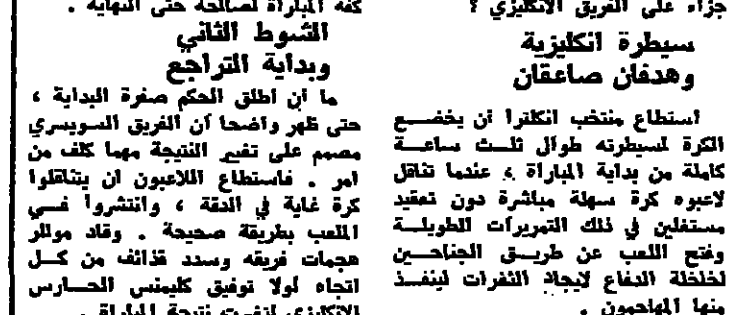 جزاء على الفريق الانكليزي ؟
سيطرة انكليزية
وهدفان صاعقان
استطاع منتخب انكلترا ان يخضع
الكرة لسيطرته طوال ثلث ساعة
كاملة من بداية المباراة ، عندما تناقل
لاعبوه كرة سهلة مباشرة دون تعقيد
مستغلين في ذلك التمريرات الطويلة
وفتح اللعب عن طريق الجناحين
لخلخلة الدفاع لايجاد الثغرات لينفذ
منها المهاجمون .
كفة المباراة لصالحه حتى النهاية .
الشوط الثاني
وبداية التراجع
ما ان اطلق الحكم صفرة البداية ،
حتى ظهر واضحا أن الفريق السويسري
مصمم على تغيير النتيجة مهما كلف من
امر . فاستطاع اللاعبون ان يتناقلوا
كرة غاية في الدقة ، وانتشروا في
الملعب بطريقة صحيحة . وقاد موللر
هجمات فريقه وسدد قذائف من كل
اتجاه لولا توفيق كليمنس الحارس
الانكليزي لتغيرت نتيجة المباراة .